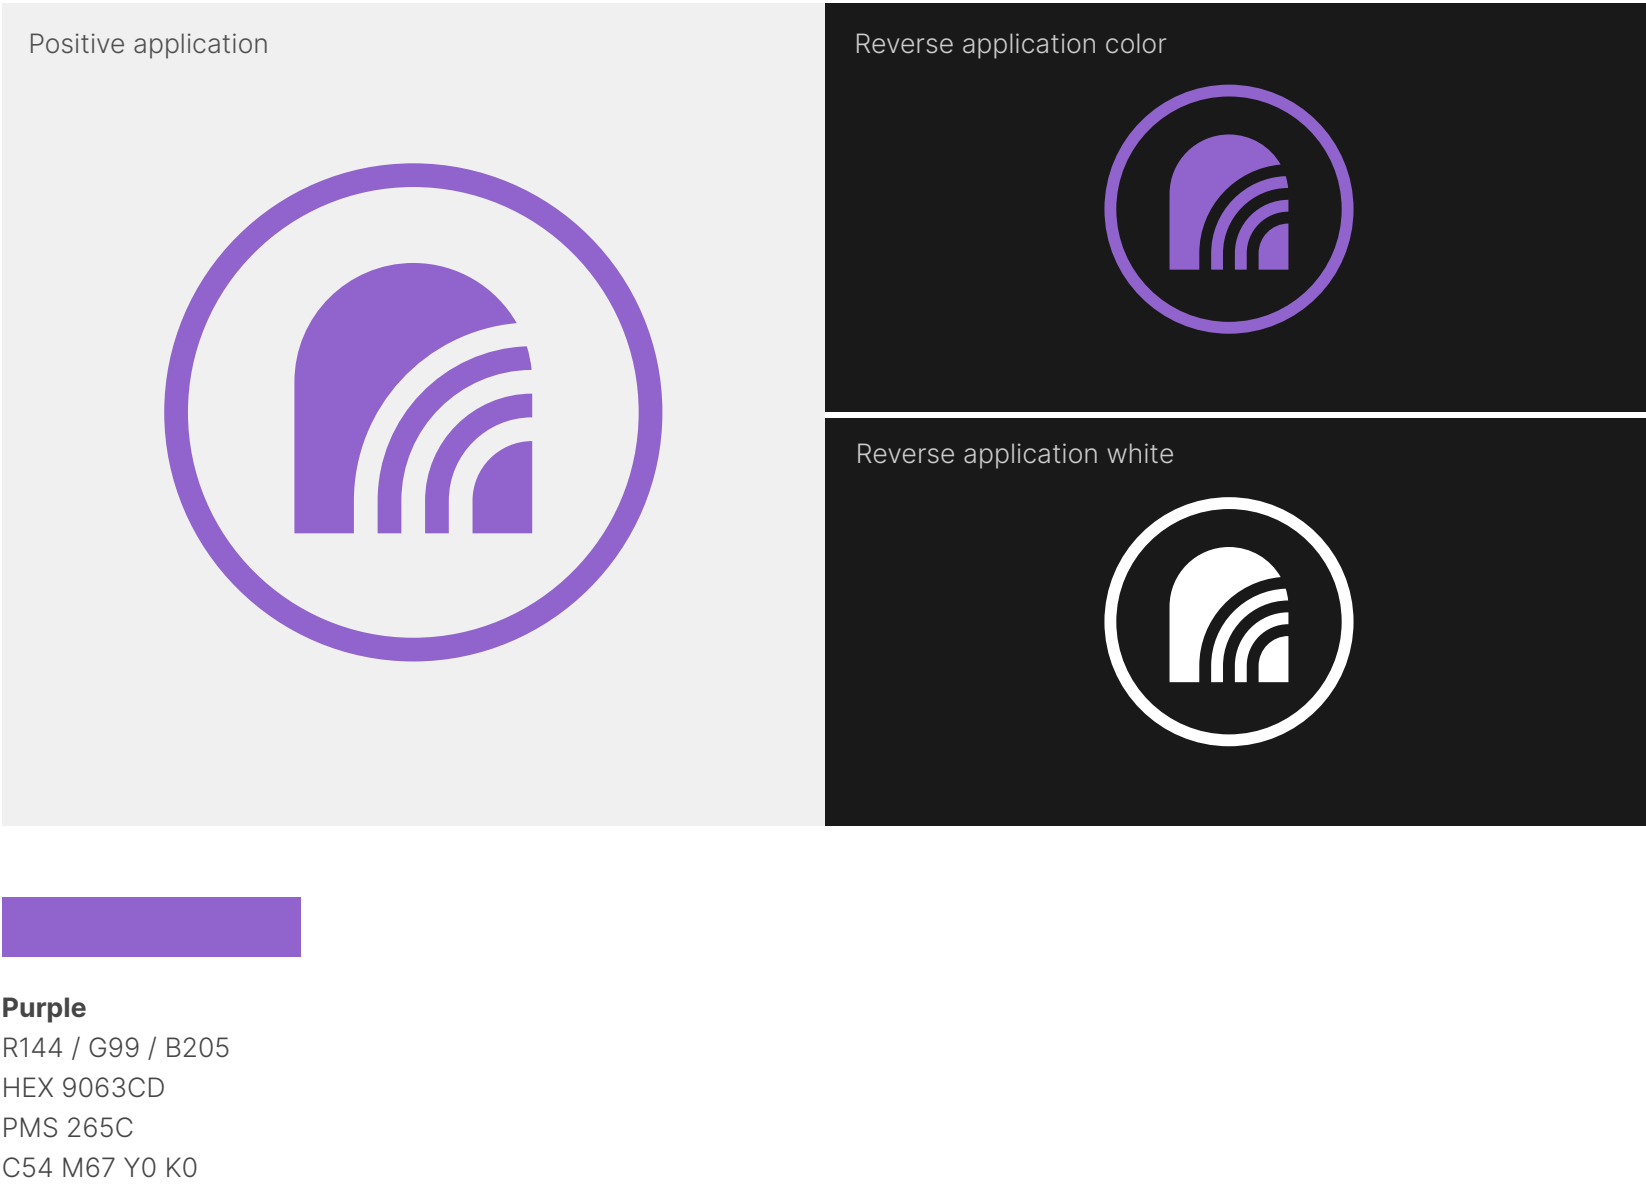 Positive application
Reverse application color
Reverse application white
Purple
R144 / G99 / B205
HEX 9063CD
PMS 265C
C54 M67 Y0 K0